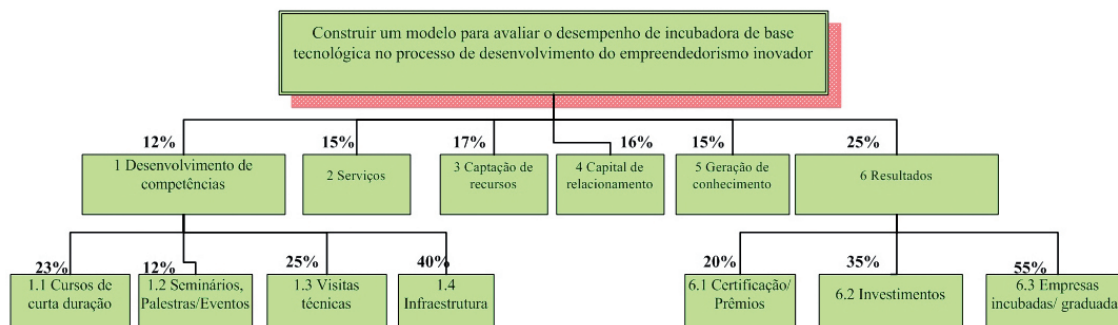 Construir um modelo para avaliar o desempenho de incubadora de base
tecnológica no processo de desenvolvimento do empreendedorismo inovador
12%
15%
17%
16%
15%
25%
1 Desenvolvimento de
competências
2 Serviços
3 Captação de
recursos
4 Capital de
relacionamento
5 Geração de
conhecimento
6 Resultados
23%
12%
25%
40%
20%
35%
55%
1.1 Cursos de
curta duração
1.2 Seminários,
Palestras/Eventos
1.3 Visitas
técnicas
1.4
Infraestrutura
6.1 Certificação/
Prêmios
6.2 Investimentos
6.3 Empresas
incubadas/ graduada